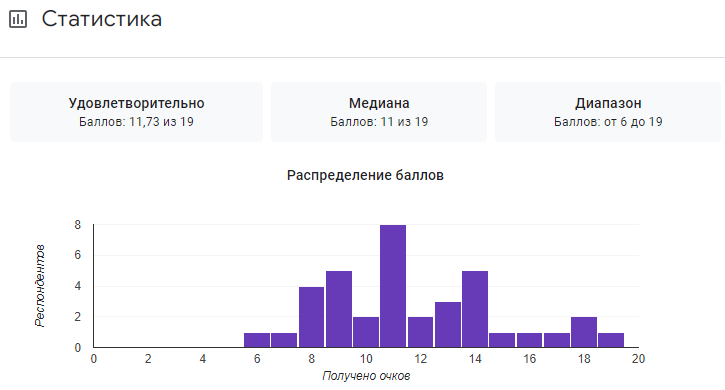 Статистика
Удовлетворительно
Баллов: 11,73 из 19
Медиана
Баллов: 11 из 19
Диапазон
Баллов: от 6 до 19
Распределение баллов
Респондентов
8
6
4
2
0
0 2 4 6 8 10 12 14 16 18 20
Получено очков